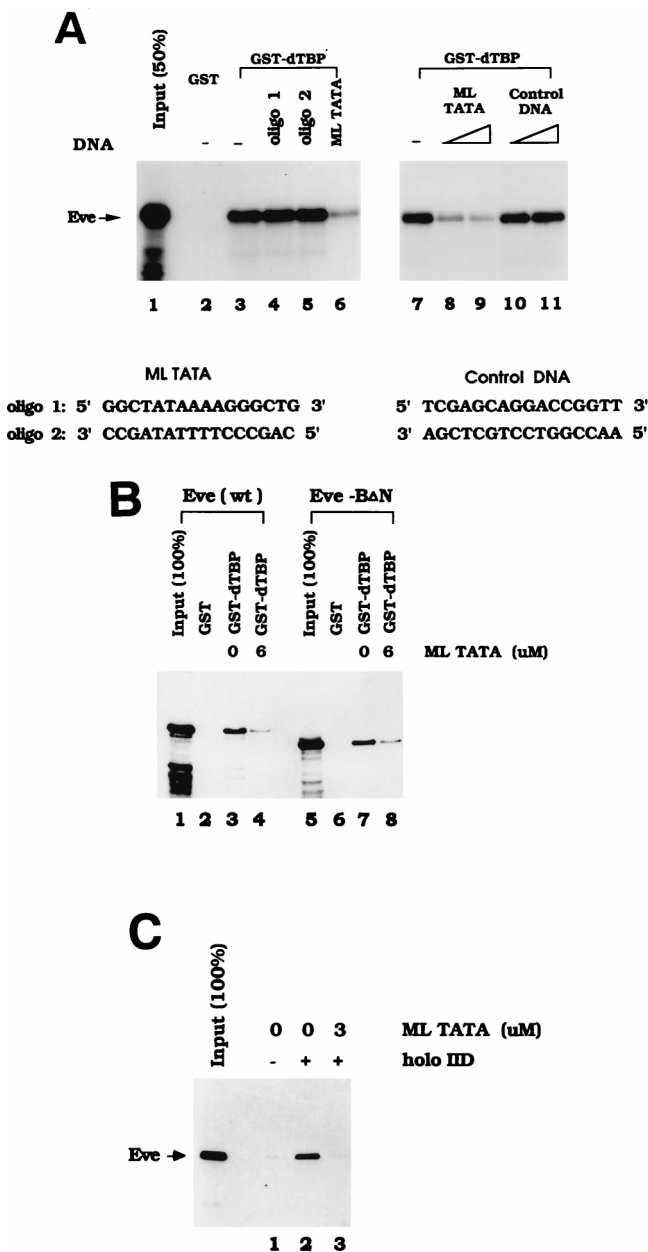 A
Input (50%)
GST
GST-dTBP
oligo 1
oligo 2
ML TATA
GST-dTBP
ML TATA
Control DNA
DNA - - -
Eve
1 2 3 4 5 6 7 8 9 10 11
ML TATA
oligo 1: 5' GGCTATAAAAGGGCTG 3'
oligo 2: 3' CCGATATTTTCCCGAC 5'
Control DNA
5' TCGAGCAGGACCGGTT 3'
3' AGCTCGTCCTGGCCAA 5'
B
Eve (wt) Eve -BΔN
Input (100%)
GST
GST-dTBP
GST-dTBP
Input (100%)
GST
GST-dTBP
GST-dTBP
0 6 0 6 ML TATA (uM)
1 2 3 4 5 6 7 8
C
Input (100%)
0 0 3 ML TATA (uM)
- + + holo IID
Eve
1 2 3